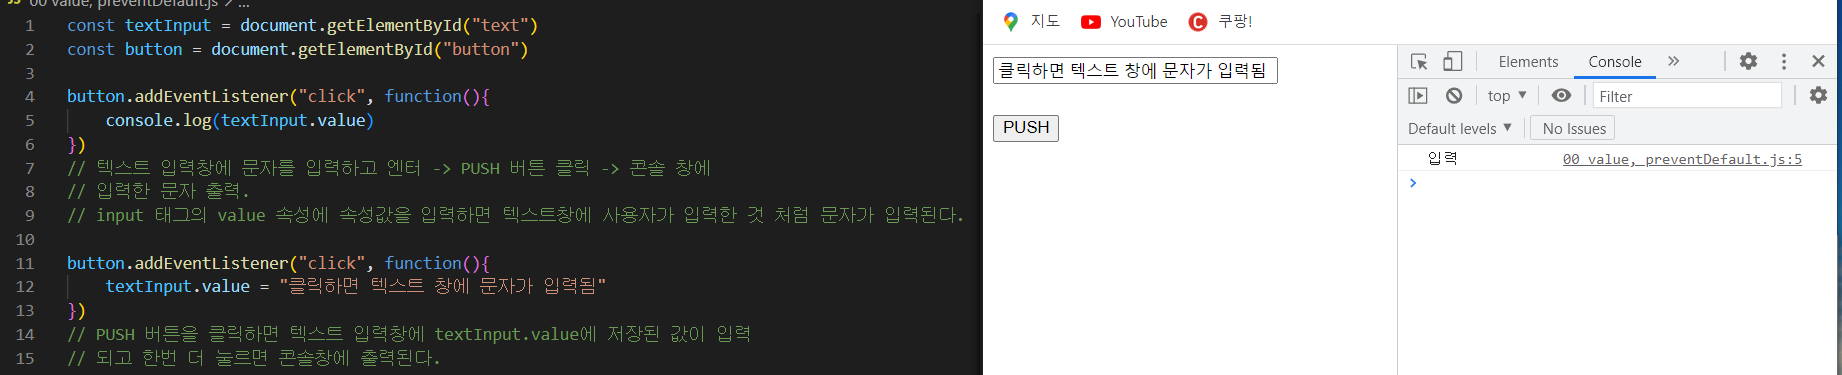 00 value, preventDefault.js > ...
1 const textInput = document.getElementById("text")
2 const button = document.getElementById("button")
3
4 button.addEventListener("click", function(){
5 console.log(textInput.value)
6 })
7 // 텍스트 입력창에 문자를 입력하고 엔터 -> PUSH 버튼 클릭 -> 콘솔 창에
8 // 입력한 문자 출력.
9 // input 태그의 value 속성에 속성값을 입력하면 텍스트창에 사용자가 입력한 것 처럼 문자가 입력된다.
10
11 button.addEventListener("click", function(){
12 textInput.value = "클릭하면 텍스트 창에 문자가 입력됨"
13 })
14 // PUSH 버튼을 클릭하면 텍스트 입력창에 textInput.value에 저장된 값이 입력
15 // 되고 한번 더 눌르면 콘솔창에 출력된다.
지도 YouTube C 쿠팡!
클릭하면 텍스트 창에 문자가 입력됨
PUSH
Elements Console
top Filter
Default levels No Issues
입력 00 value, preventDefault.js:5